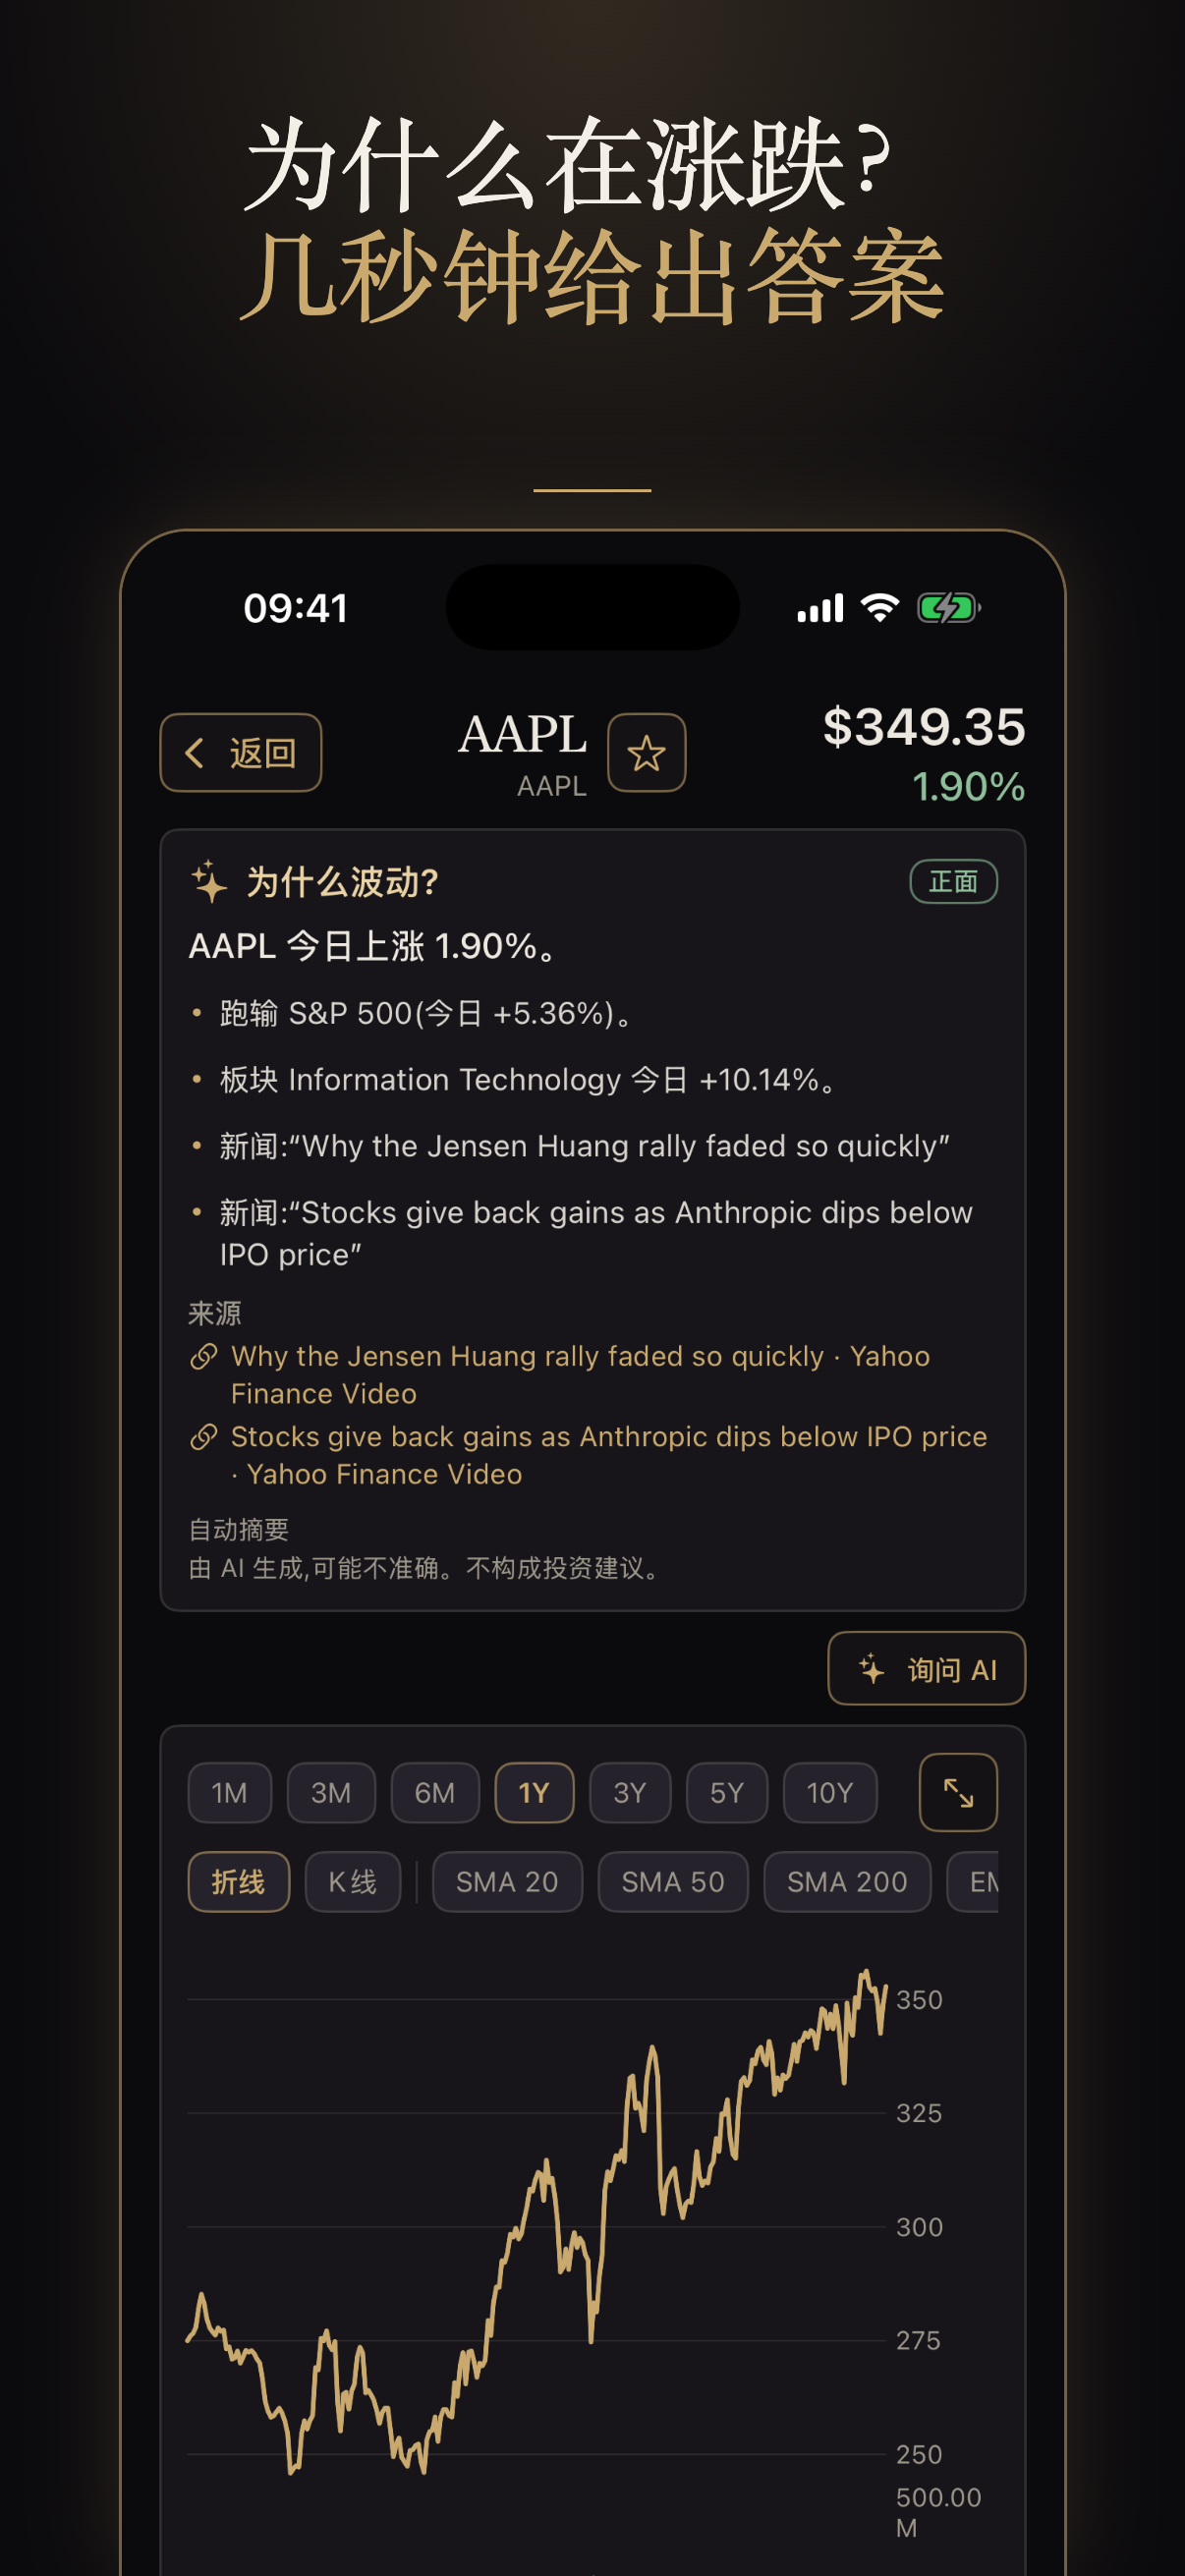 为什么在涨跌?
几秒钟给出答案
09:41
返回
AAPL
AAPL
$349.35
1.90%
为什么波动?
正面
AAPL 今日上涨 1.90%。
• 跑输 S&P 500(今日 +5.36%)。
• 板块 Information Technology 今日 +10.14%。
• 新闻:“Why the Jensen Huang rally faded so quickly”
• 新闻:“Stocks give back gains as Anthropic dips below
IPO price”
来源
Why the Jensen Huang rally faded so quickly · Yahoo
Finance Video
Stocks give back gains as Anthropic dips below IPO price
· Yahoo Finance Video
自动摘要
由 AI 生成,可能不准确。不构成投资建议。
询问 AI
1M 3M 6M 1Y 3Y 5Y 10Y
折线 K线 SMA 20 SMA 50 SMA 200
350
325
300
275
250
500.00
M